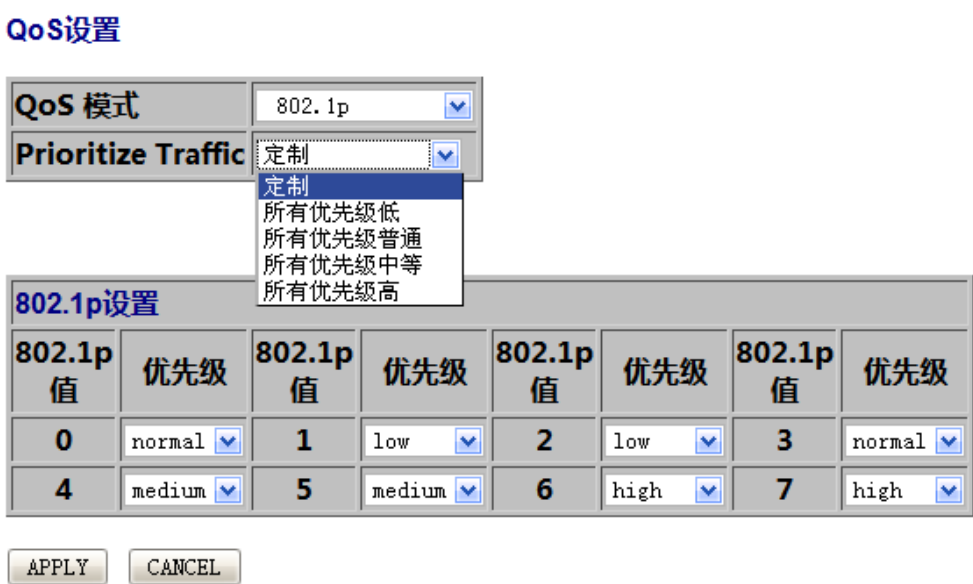 QoS设置
QoS 模式 802.1p
Prioritize Traffic 定制
定制
所有优先级低
所有优先级普通
所有优先级中等
所有优先级高
802.1p设置
802.1p值 优先级 802.1p值 优先级 802.1p值 优先级 802.1p值 优先级
0 normal 1 low 2 low 3 normal
4 medium 5 medium 6 high 7 high
APPLY CANCEL